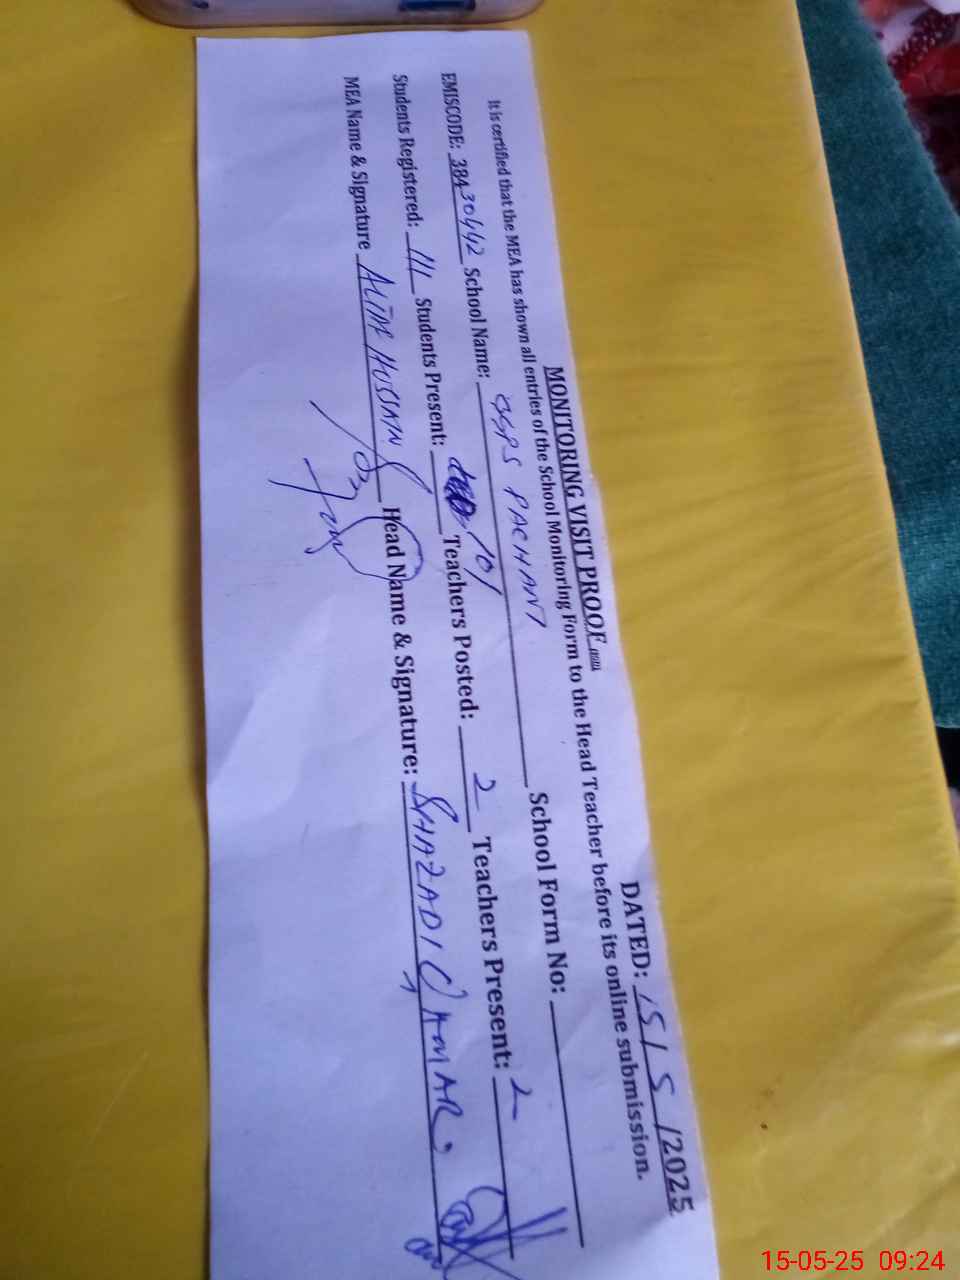 MONITORING VISIT PROOF
DATED: 15/5/2025
It is certified that the MEA has shown all entries of the School Monitoring Form to the Head Teacher before its online submission.
EMISCODE: 38430442 School Name: GGPS PACHANT School Form No:
Students Registered: 111 Students Present: 101 Teachers Posted: 2 Teachers Present: 2
MEA Name & Signature HUSSAIN Head Name & Signature: SHAZADI QAMAR
15-05-25 09:24